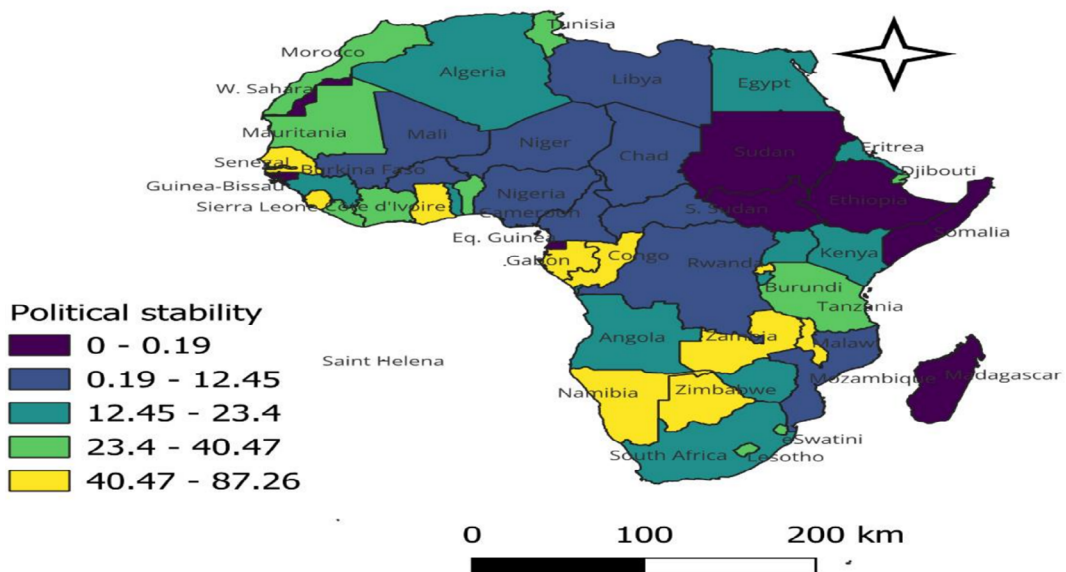 Tunisia
Morocco
Algeria
Libya
Egypt
W. Sahara
Mauritania
Mali
Niger
Chad
Sudan
Eritrea
Senegal
Burkina Faso
Djibouti
Guinea-Bissau
Nigeria
Ethiopia
Sierra Leone
Côte d'Ivoire
Cameroon
S. Sudan
Somalia
Eq. Guinea
Gabon
Congo
Rwanda
Kenya
Burundi
Tanzania
Political stability
0 - 0.19
0.19 - 12.45
12.45 - 23.4
23.4 - 40.47
40.47 - 87.26
Saint Helena
Angola
Zambia
Malawi
Mozambique
Madagascar
Namibia
Zimbabwe
eSwatini
South Africa
Lesotho
0 100 200 km